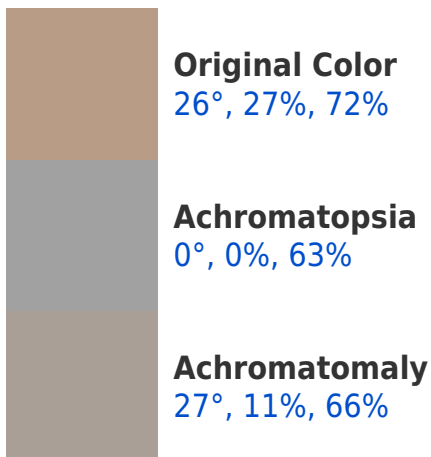 Original Color
26°, 27%, 72%
Achromatopsia
0°, 0%, 63%
Achromatomaly
27°, 11%, 66%